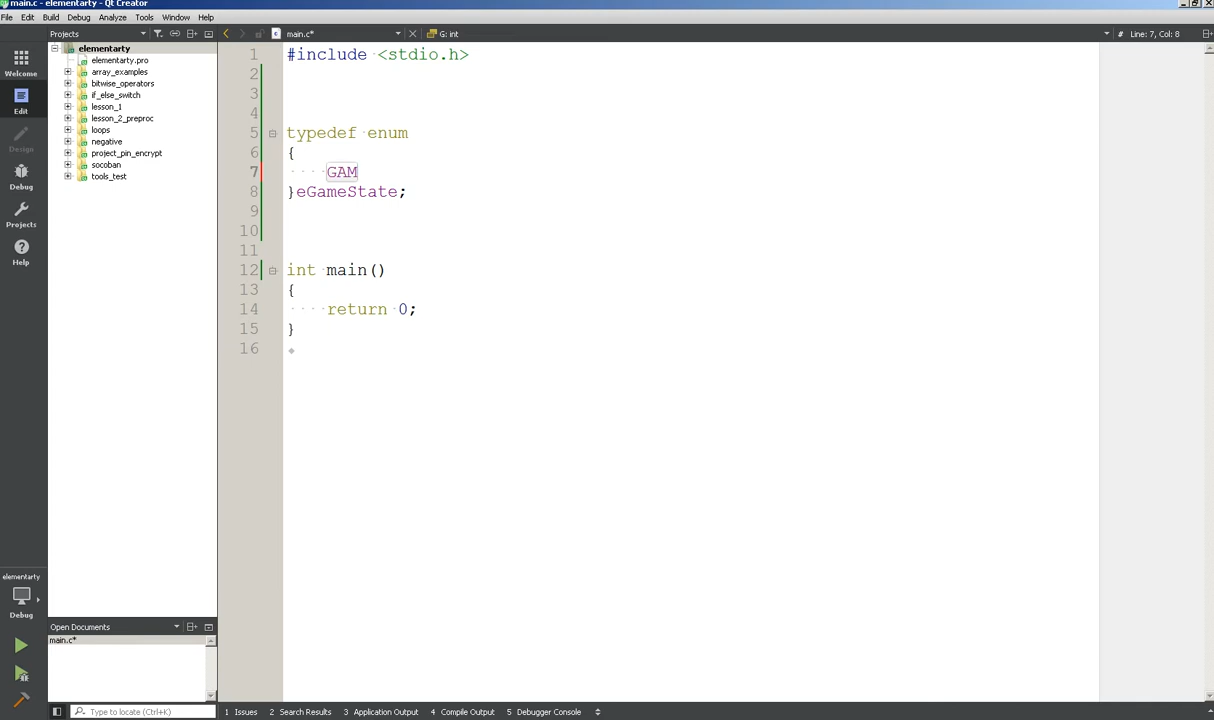 main.c - elementarty - Qt Creator
File Edit Build Debug Analyze Tools Window Help
Projects
main.c*
G: int
# Line: 7, Col: 8
Welcome
Edit
Design
Debug
Projects
Help
elementarty
Debug
elementarty
elementarty.pro
array_examples
bitwise_operators
if_else_switch
lesson_1
lesson_2_preproc
loops
negative
project_pin_encrypt
socoban
tools_test
Open Documents
main.c*
1 #include <stdio.h>
2
3
4
5 typedef enum
6 {
7 GAM
8 }eGameState;
9
10
11
12 int main()
13 {
14 return 0;
15 }
16
Type to locate (Ctrl+K)
1 Issues 2 Search Results 3 Application Output 4 Compile Output 5 Debugger Console